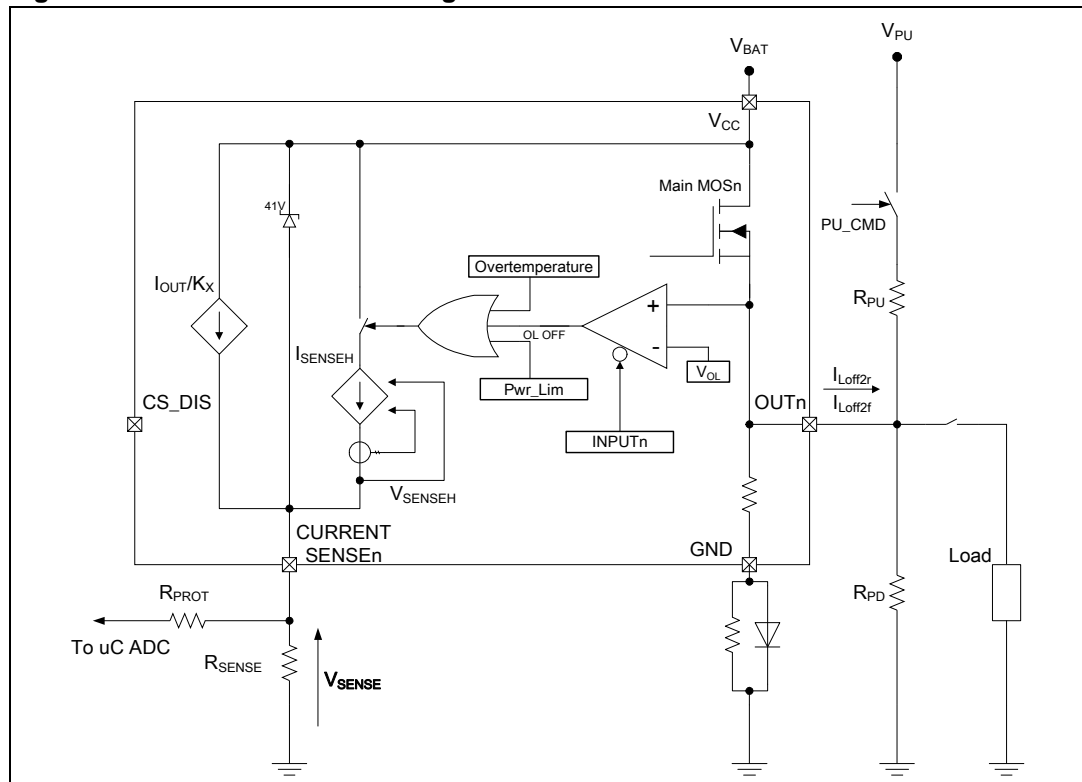 V_PU
V_BAT
V_CC
Main MOSn
41V
PU_CMD
Overtemperature
I_OUT/K_X
R_PU
+
OL OFF
-
I_SENSEH
V_OL
Pwr_Lim
I_Loff2r
I_Loff2f
CS_DIS
OUTn
INPUTn
V_SENSEH
CURRENT
SENSEn
GND
Load
R_PROT
R_PD
To uC ADC
R_SENSE
V_SENSE